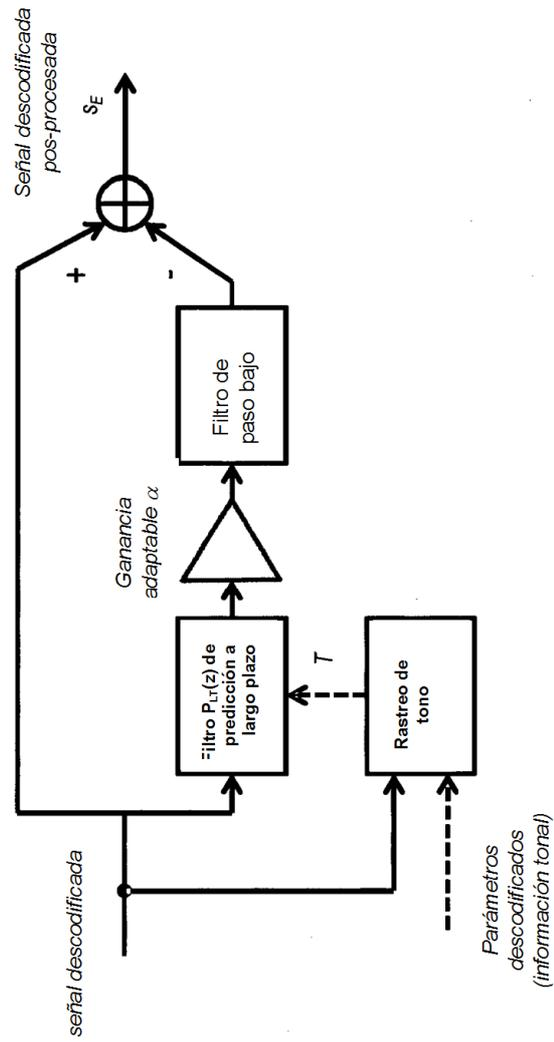 señal descodificada
Señal descodificada
pos-procesada
s_E
+
-
Ganancia
adaptable α
Filtro P_LT(z) de
predicción a
largo plazo
Filtro de
paso bajo
T
Rastreo de
tono
Parámetros
descodificados
(información tonal)